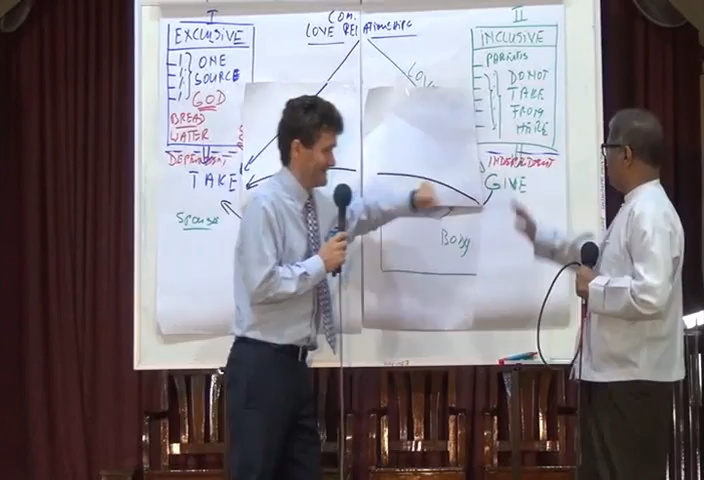 I
EXCLUSIVE
ONE
SOURCE
GOD
BREAD
WATER
DEPENDENT
TAKE
Spouse
COM.
LOVE RELATIONSHIPS
II
INCLUSIVE
PARENTS
DO NOT
TAKE
FROM
HERE
INDEPENDENT
GIVE
Body